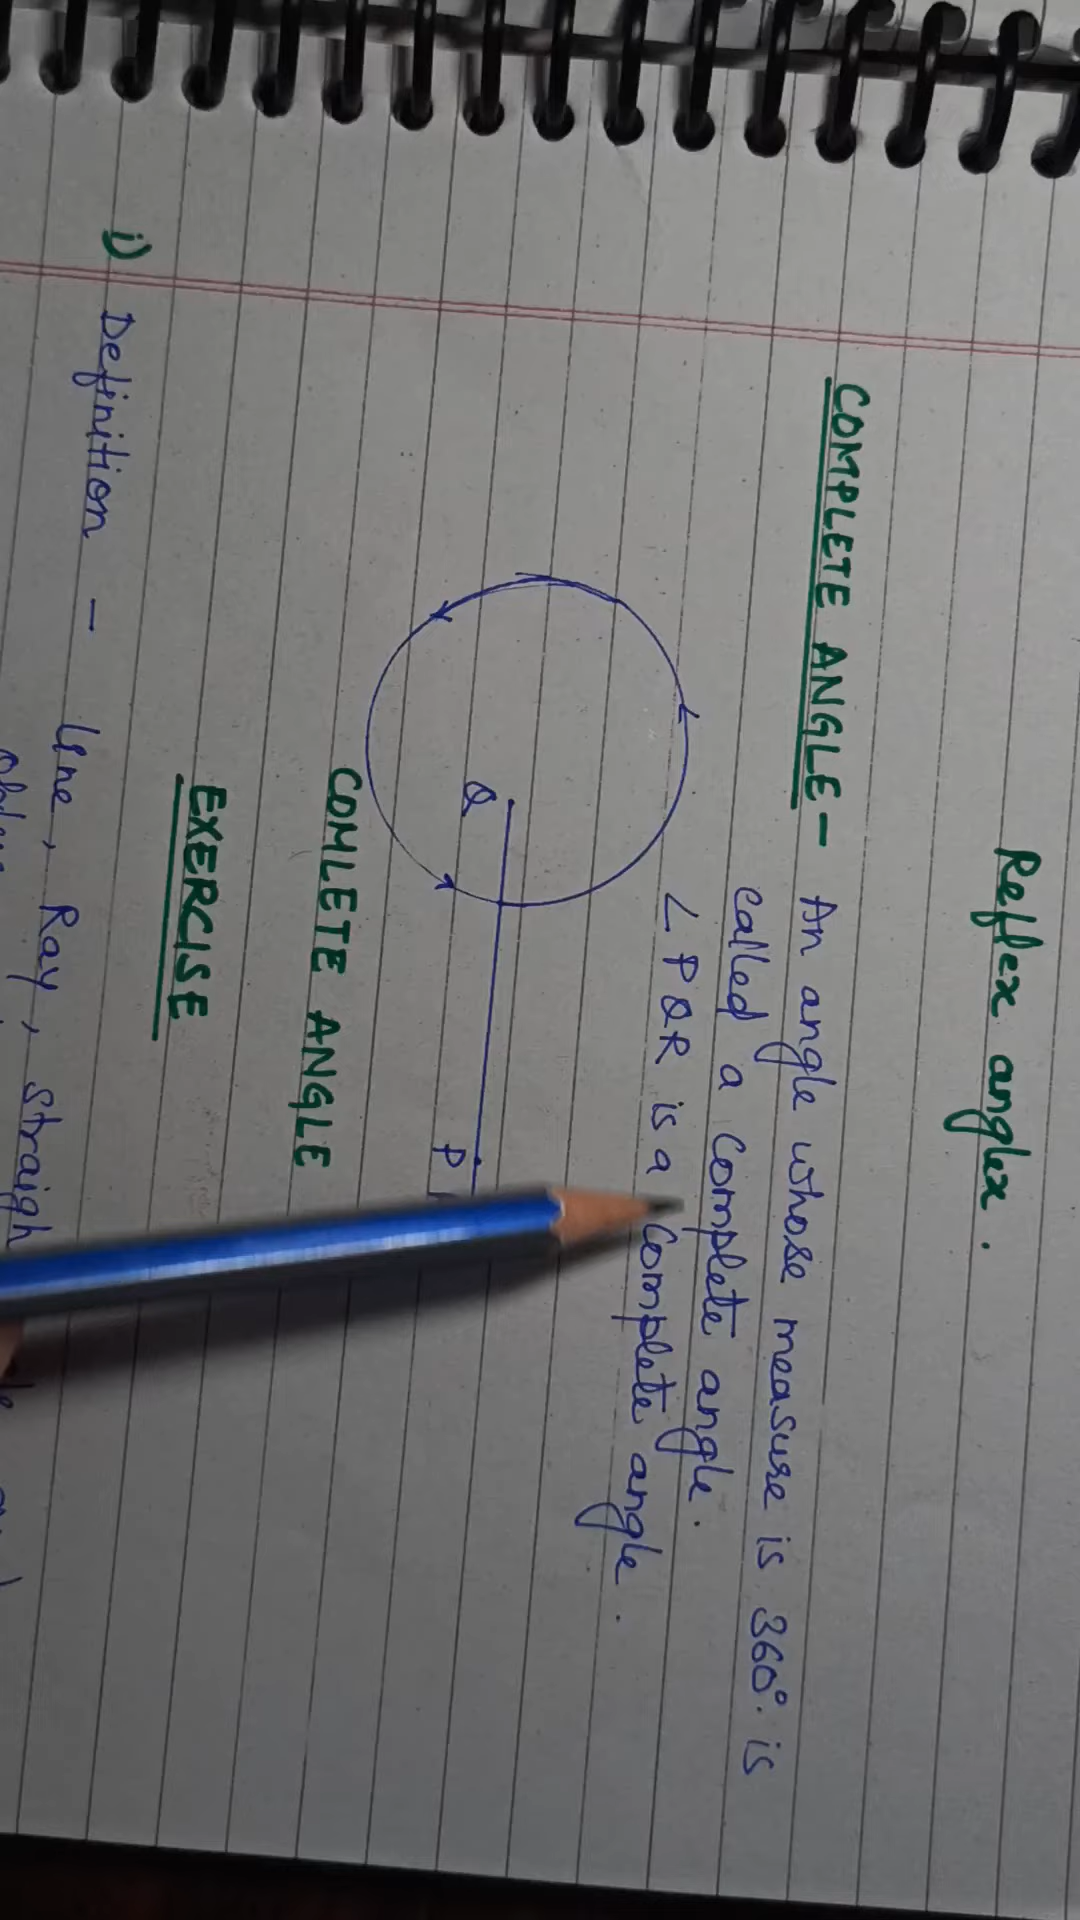 Reflex anglex.
COMPLETE ANGLE - An angle whose measure is 360°. is
called a complete angle.
∠PQR is a complete angle.
Q
P
COMLETE ANGLE
EXERCISE
i) Definition - Line, Ray, straigh